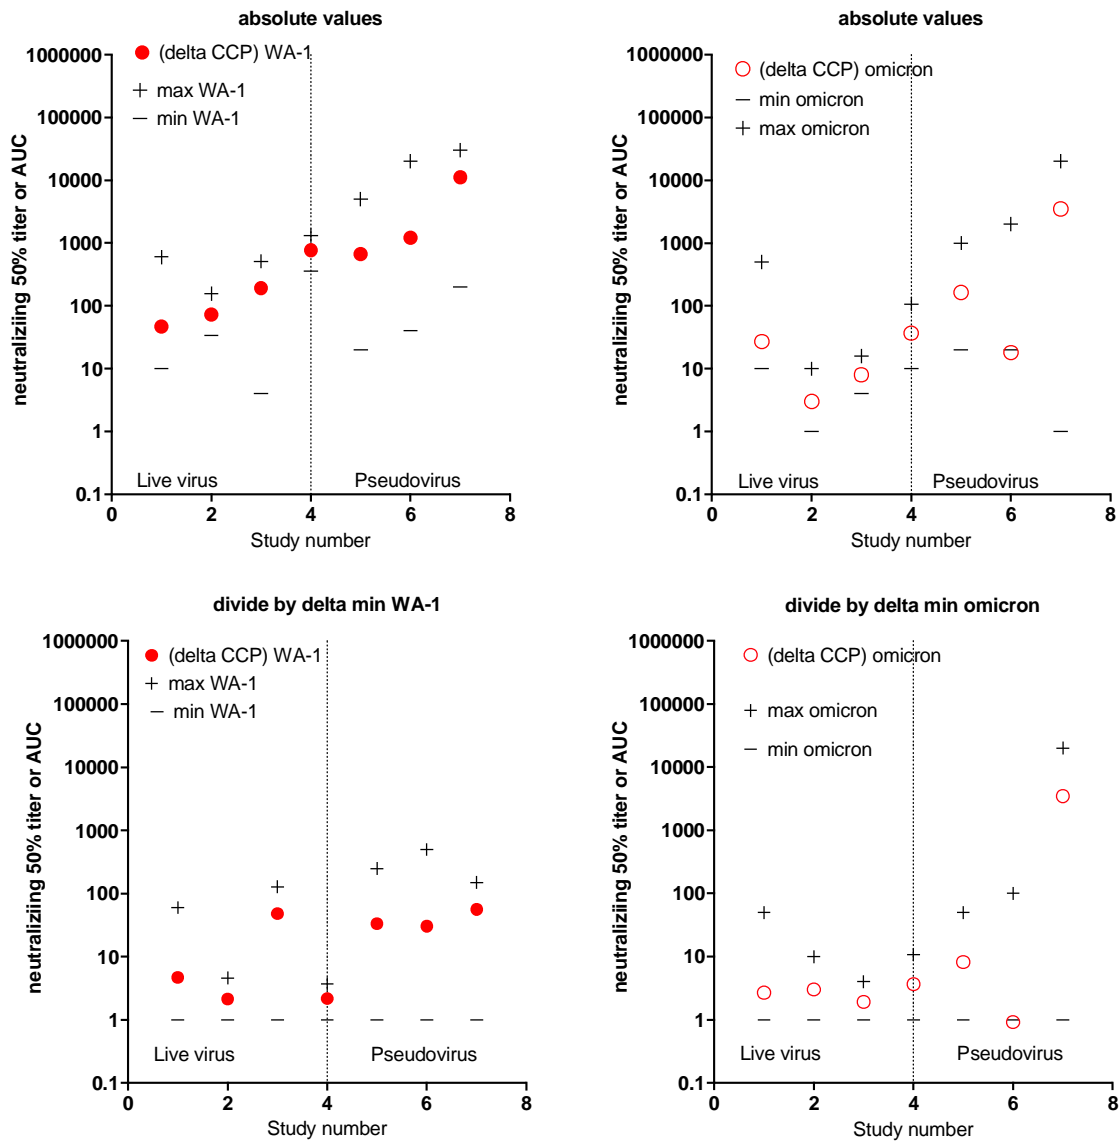 absolute values
1000000
100000
10000
1000
100
10
1
0.1
neutraliziing 50% titer or AUC
(delta CCP) WA-1
max WA-1
min WA-1
Live virus
Pseudovirus
0
2
4
6
8
Study number
absolute values
1000000
100000
10000
1000
100
10
1
0.1
neutraliziing 50% titer or AUC
(delta CCP) omicron
min omicron
max omicron
Live virus
Pseudovirus
0
2
4
6
8
Study number
divide by delta min WA-1
1000000
100000
10000
1000
100
10
1
0.1
neutraliziing 50% titer or AUC
(delta CCP) WA-1
max WA-1
min WA-1
Live virus
Pseudovirus
0
2
4
6
8
Study number
divide by delta min omicron
1000000
100000
10000
1000
100
10
1
0.1
neutraliziing 50% titer or AUC
(delta CCP) omicron
max omicron
min omicron
Live virus
Pseudovirus
0
2
4
6
8
Study number